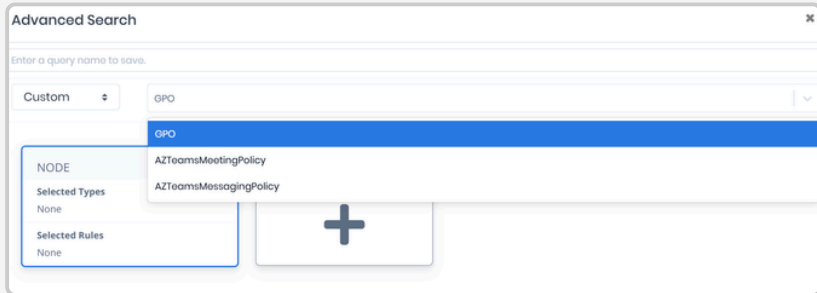 Advanced Search
Enter a query name to save.
Custom
GPO
GPO
AZTeamsMeetingPolicy
AZTeamsMessagingPolicy
NODE
Selected Types
None
Selected Rules
None